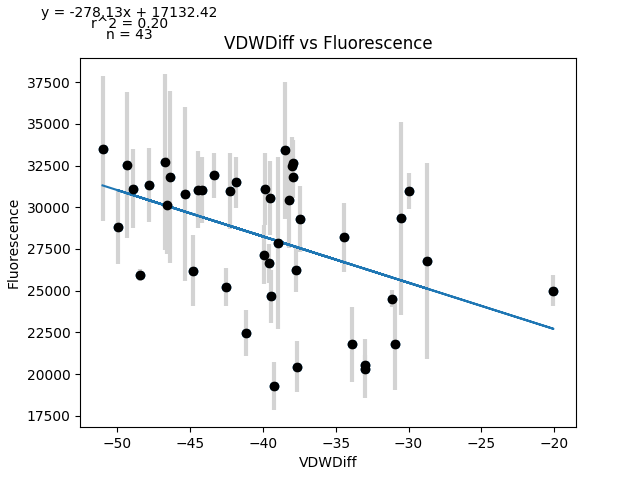 y = -278.13x + 17132.42
r^2 = 0.20
n = 43
VDWDiff vs Fluorescence
37500
35000
32500
30000
27500
25000
22500
20000
17500
Fluorescence
−50 −45 −40 −35 −30 −25 −20
VDWDiff